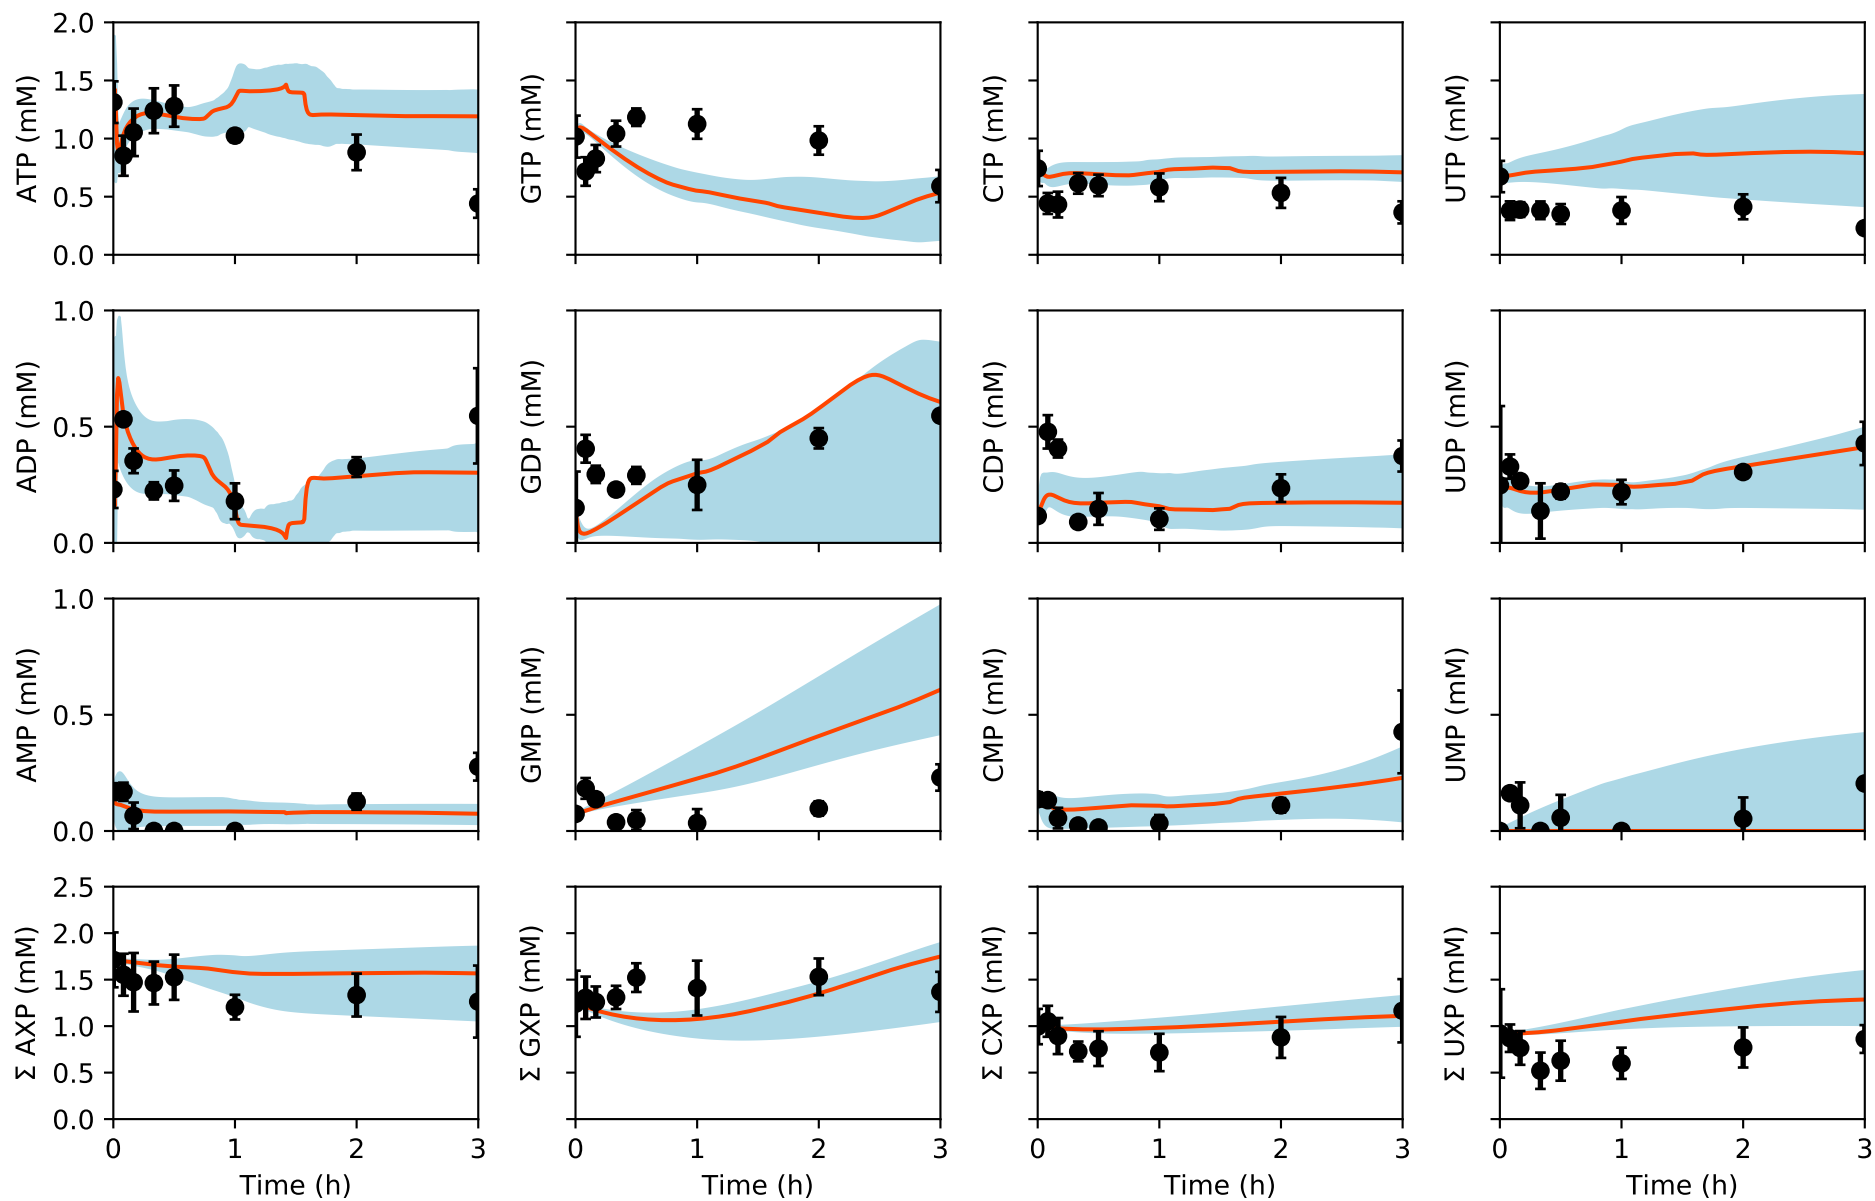 ATP (mM)
2.0
1.5
1.0
0.5
0.0
GTP (mM)
CTP (mM)
UTP (mM)
ADP (mM)
1.0
0.5
0.0
GDP (mM)
CDP (mM)
UDP (mM)
AMP (mM)
1.0
0.5
0.0
GMP (mM)
CMP (mM)
UMP (mM)
Σ AXP (mM)
2.5
2.0
1.5
1.0
0.5
0.0
Σ GXP (mM)
Σ CXP (mM)
Σ UXP (mM)
0 1 2 3
0 1 2 3
0 1 2 3
0 1 2 3
Time (h)
Time (h)
Time (h)
Time (h)